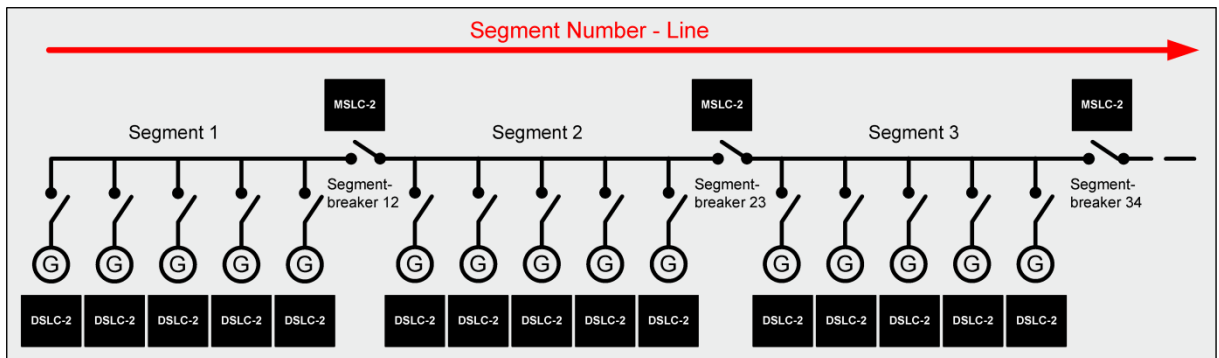 Segment Number - Line
MSLC-2 MSLC-2 MSLC-2
Segment 1 Segment 2 Segment 3
Segment-
breaker 12
Segment-
breaker 23
Segment-
breaker 34
G G G G G G G G G G G G G G G
DSLC-2 DSLC-2 DSLC-2 DSLC-2 DSLC-2 DSLC-2 DSLC-2 DSLC-2 DSLC-2 DSLC-2 DSLC-2 DSLC-2 DSLC-2 DSLC-2 DSLC-2